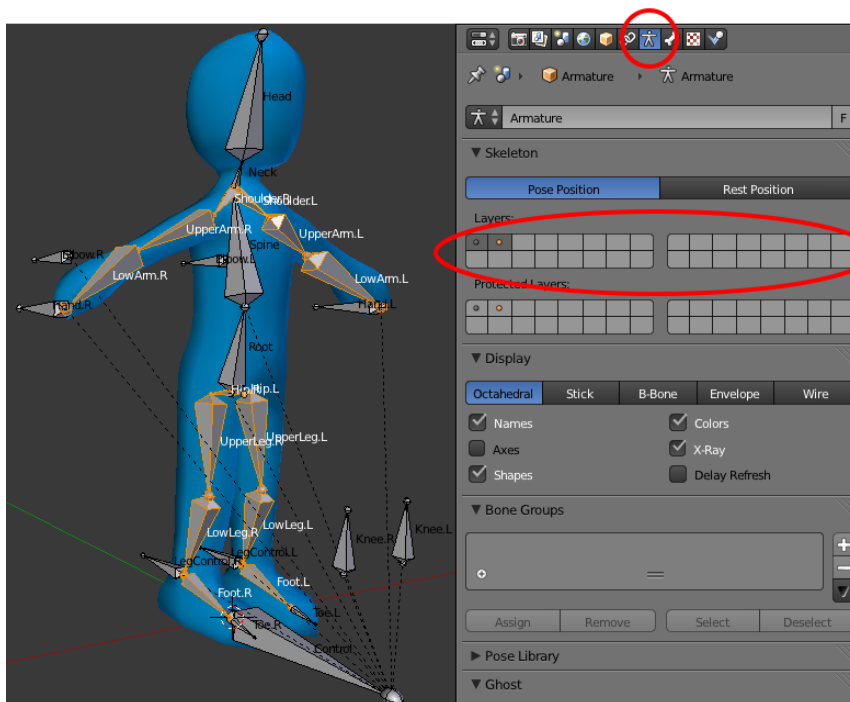 Armature
Armature
Armature
F
Skeleton
Pose Position
Rest Position
Layers:
Protected Layers:
Display
Octahedral
Stick
B-Bone
Envelope
Wire
Names
Colors
Axes
X-Ray
Shapes
Delay Refresh
Bone Groups
Assign
Remove
Select
Deselect
Pose Library
Ghost
Head
Neck
Shoulder.R
Shoulder.L
UpperArm.R
UpperArm.L
Spine
Elbow.R
Elbow.L
LowArm.R
LowArm.L
Hand.R
Hand.L
Root
Hip.L
UpperLeg.R
UpperLeg.L
LowLeg.R
LowLeg.L
Knee.R
Knee.L
LegControl.L
Foot.L
Foot.R
Toe.L
Toe.R
Control